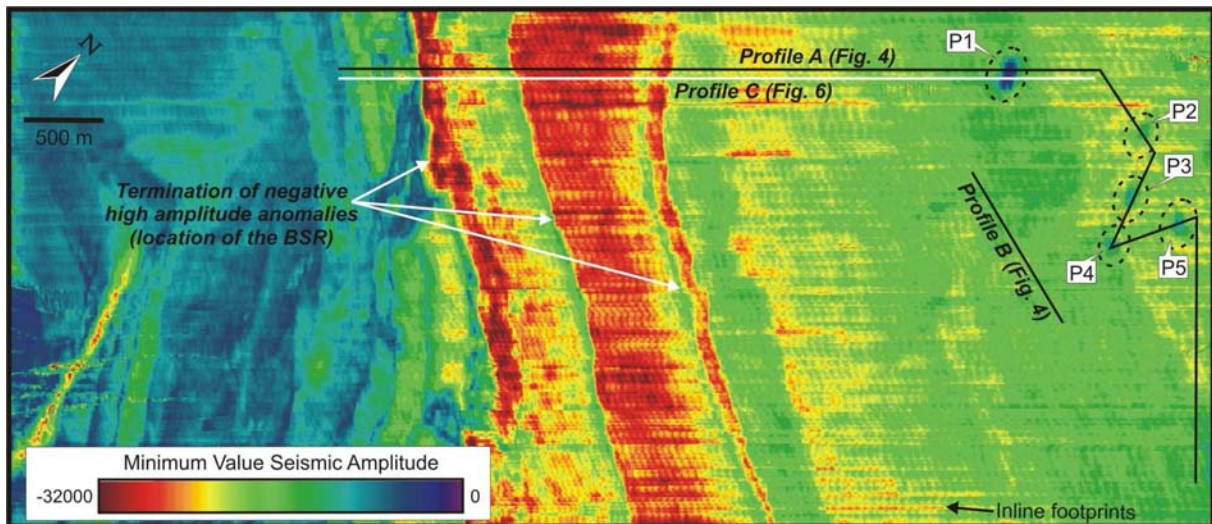 N
500 m
Profile A (Fig. 4)
Profile C (Fig. 6)
P1
P2
P3
Termination of negative
high amplitude anomalies
(location of the BSR)
Profile B (Fig. 4)
P4
P5
Minimum Value Seismic Amplitude
-32000
0
Inline footprints